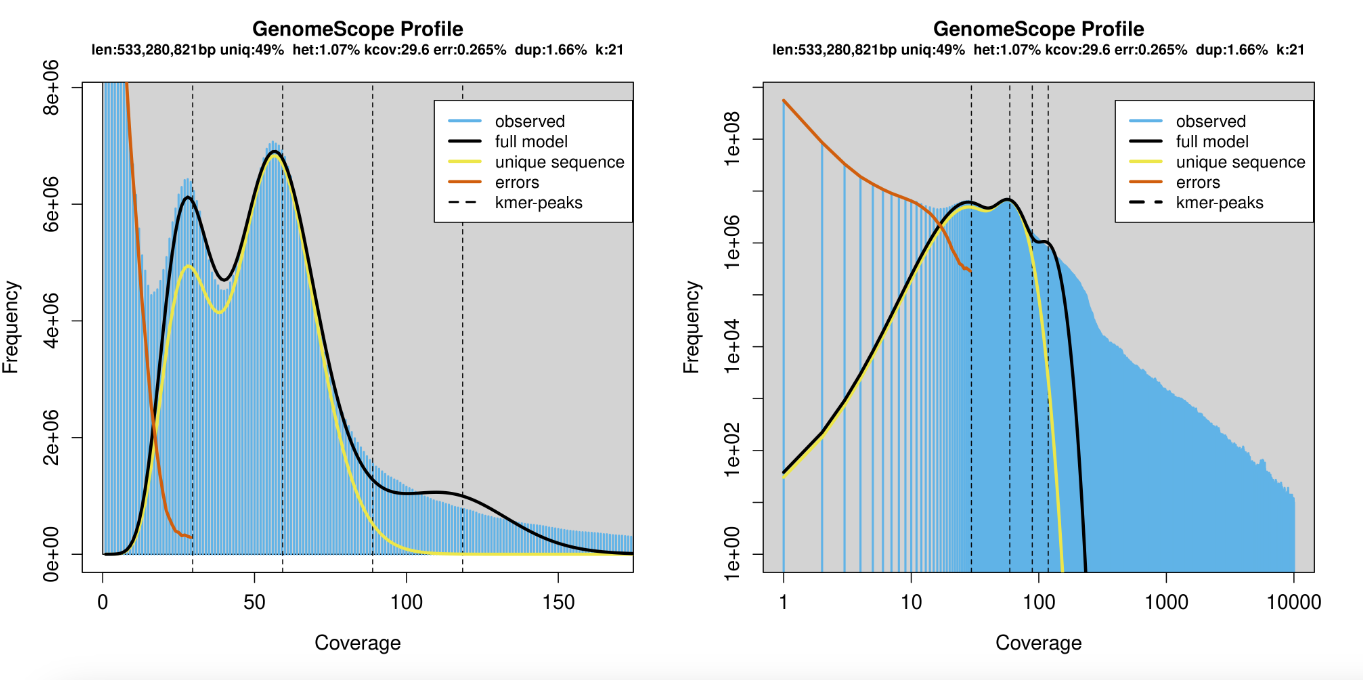 GenomeScope Profile
len:533,280,821bp uniq:49% het:1.07% kcov:29.6 err:0.265% dup:1.66% k:21
Frequency
8e+06
6e+06
4e+06
2e+06
0e+00
observed
full model
unique sequence
errors
kmer-peaks
0 50 100 150
Coverage
GenomeScope Profile
len:533,280,821bp uniq:49% het:1.07% kcov:29.6 err:0.265% dup:1.66% k:21
Frequency
1e+08
1e+06
1e+04
1e+02
1e+00
observed
full model
unique sequence
errors
kmer-peaks
1 10 100 1000 10000
Coverage